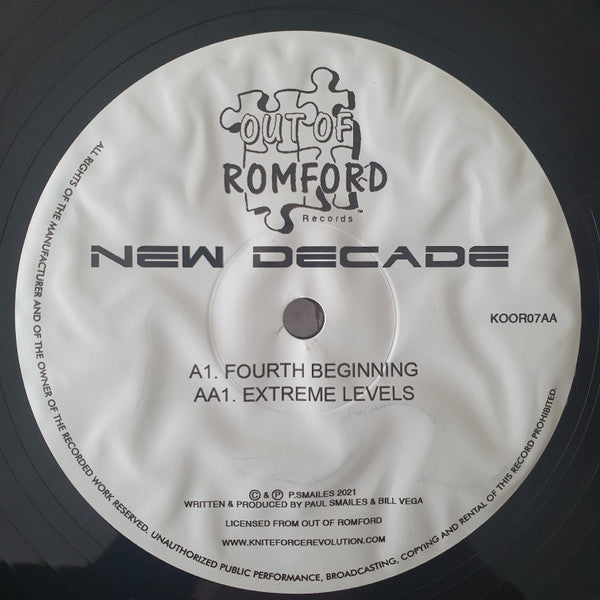 OUT OF
ROMFORD
Records
™
NEW DECADE
KOOR07AA
A1. FOURTH BEGINNING
AA1. EXTREME LEVELS
© & ℗ P.SMAILES 2021
WRITTEN & PRODUCED BY PAUL SMAILES & BILL VEGA
LICENSED FROM OUT OF ROMFORD
WWW.KNITEFORCEREVOLUTION.COM
ALL RIGHTS OF THE MANUFACTURER AND OF THE OWNER OF THE RECORDED WORK RESERVED. UNAUTHORIZED PUBLIC PERFORMANCE, BROADCASTING, COPYING AND RENTAL OF THIS RECORD PROHIBITED.